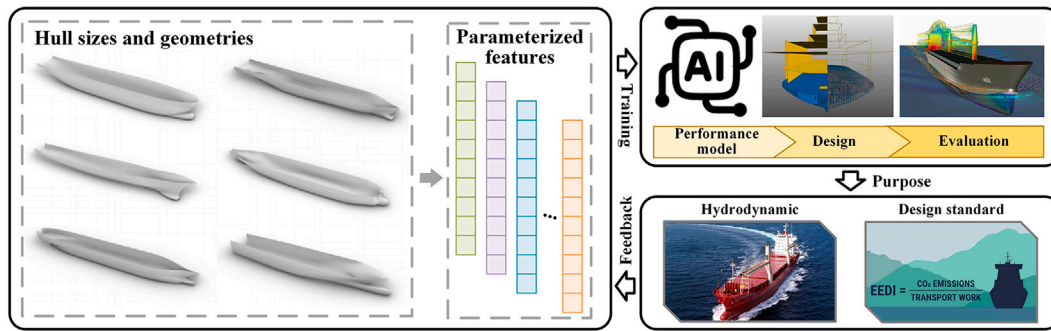 Hull sizes and geometries
Parameterized
features
...
Training
AI
Performance
model
Design
Evaluation
Purpose
Feedback
Hydrodynamic
Design standard
EEDI = CO₂ EMISSIONS
TRANSPORT WORK